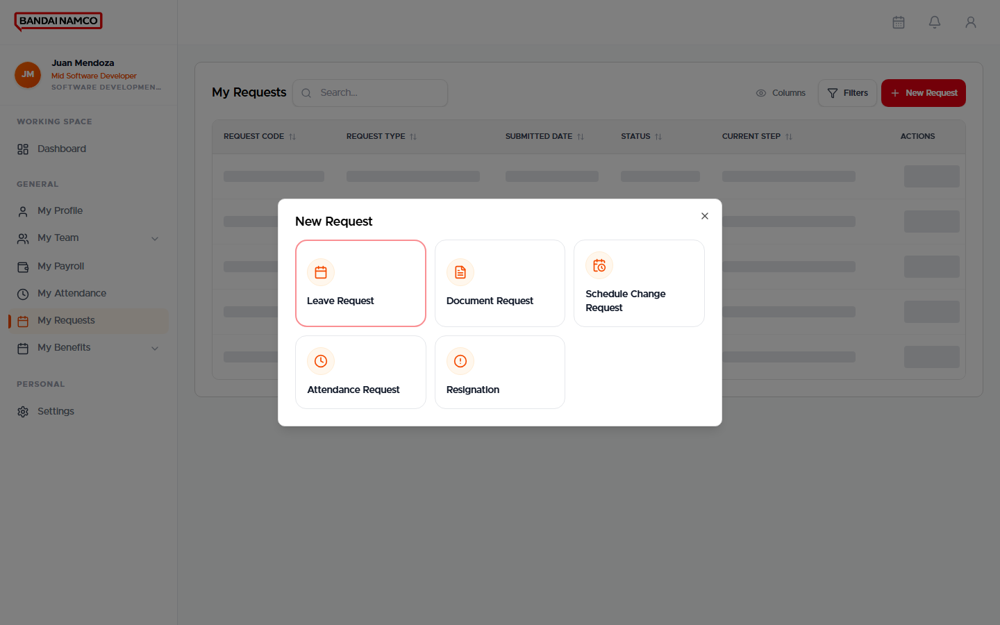 BANDAI NAMCO
JM
Juan Mendoza
Mid Software Developer
SOFTWARE DEVELOPMEN...
WORKING SPACE
Dashboard
GENERAL
My Profile
My Team
My Payroll
My Attendance
My Requests
My Benefits
PERSONAL
Settings
My Requests
Search...
Columns
Filters
New Request
REQUEST CODE
REQUEST TYPE
SUBMITTED DATE
STATUS
CURRENT STEP
ACTIONS
New Request
Leave Request
Document Request
Schedule Change
Request
Attendance Request
Resignation